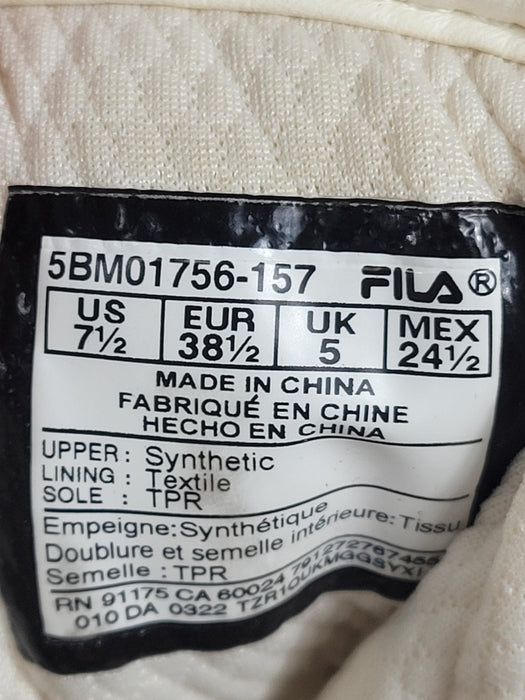 5BM01756-157 FILA®
US EUR UK MEX
7½ 38½ 5 24½
MADE IN CHINA
FABRIQUÉ EN CHINE
HECHO EN CHINA
UPPER: Synthetic
LINING : Textile
SOLE : TPR
Empeigne:Synthétique
Doublure et semelle intérieure:Tissu
Semelle :TPR
RN 91175 CA 60024
010 DA 0322